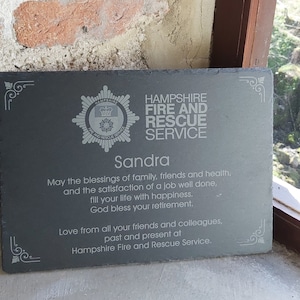 HAMPSHIRE
FIRE AND
RESCUE
SERVICE
Sandra
May the blessings of family, friends and health,
and the satisfaction of a job well done,
fill your life with happiness.
God bless your retirement.
Love from all your friends and colleagues,
past and present at
Hampshire Fire and Rescue Service.